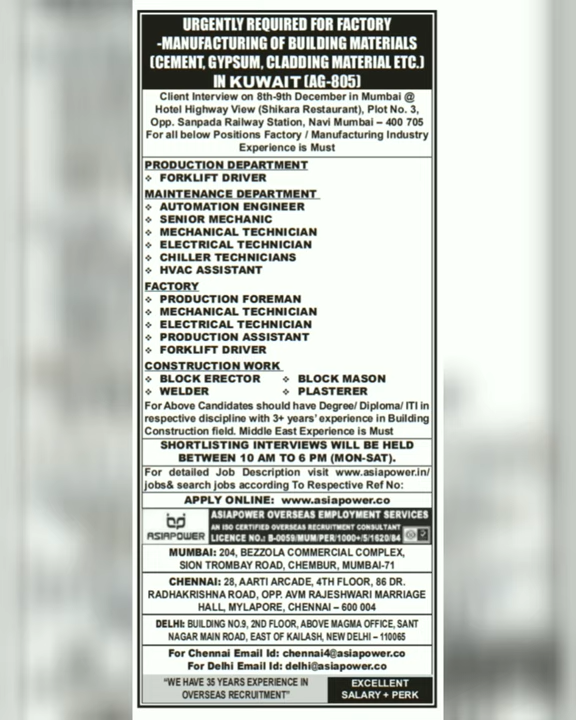 URGENTLY REQUIRED FOR FACTORY
-MANUFACTURING OF BUILDING MATERIALS
(CEMENT, GYPSUM, CLADDING MATERIAL ETC.)
IN KUWAIT (AG-805)
Client Interview on 8th-9th December in Mumbai @
Hotel Highway View (Shikara Restaurant), Plot No. 3,
Opp. Sanpada Railway Station, Navi Mumbai – 400 705
For all below Positions Factory / Manufacturing Industry
Experience is Must
PRODUCTION DEPARTMENT
❖ FORKLIFT DRIVER
MAINTENANCE DEPARTMENT
❖ AUTOMATION ENGINEER
❖ SENIOR MECHANIC
❖ MECHANICAL TECHNICIAN
❖ ELECTRICAL TECHNICIAN
❖ CHILLER TECHNICIANS
❖ HVAC ASSISTANT
FACTORY
❖ PRODUCTION FOREMAN
❖ MECHANICAL TECHNICIAN
❖ ELECTRICAL TECHNICIAN
❖ PRODUCTION ASSISTANT
❖ FORKLIFT DRIVER
CONSTRUCTION WORK
❖ BLOCK ERECTOR ❖ BLOCK MASON
❖ WELDER ❖ PLASTERER
For Above Candidates should have Degree/ Diploma/ ITI in
respective discipline with 3+ years' experience in Building
Construction field. Middle East Experience is Must
SHORTLISTING INTERVIEWS WILL BE HELD
BETWEEN 10 AM TO 6 PM (MON-SAT).
For detailed Job Description visit www.asiapower.in/
jobs& search jobs according To Respective Ref No:
APPLY ONLINE: www.asiapower.co
ASIAPOWER
ASIAPOWER OVERSEAS EMPLOYMENT SERVICES
AN ISO CERTIFIED OVERSEAS RECRUITMENT CONSULTANT
LICENCE NO.: B-0059/MUM/PER/1000+/5/1620/84
MUMBAI: 204, BEZZOLA COMMERCIAL COMPLEX,
SION TROMBAY ROAD, CHEMBUR, MUMBAI-71
CHENNAI: 28, AARTI ARCADE, 4TH FLOOR, 86 DR.
RADHAKRISHNA ROAD, OPP. AVM RAJESHWARI MARRIAGE
HALL, MYLAPORE, CHENNAI – 600 004
DELHI: BUILDING NO.9, 2ND FLOOR, ABOVE MAGMA OFFICE, SANT
NAGAR MAIN ROAD, EAST OF KAILASH, NEW DELHI – 110065
For Chennai Email Id: chennai4@asiapower.co
For Delhi Email Id: delhi@asiapower.co
"WE HAVE 35 YEARS EXPERIENCE IN
OVERSEAS RECRUITMENT"
EXCELLENT
SALARY + PERK